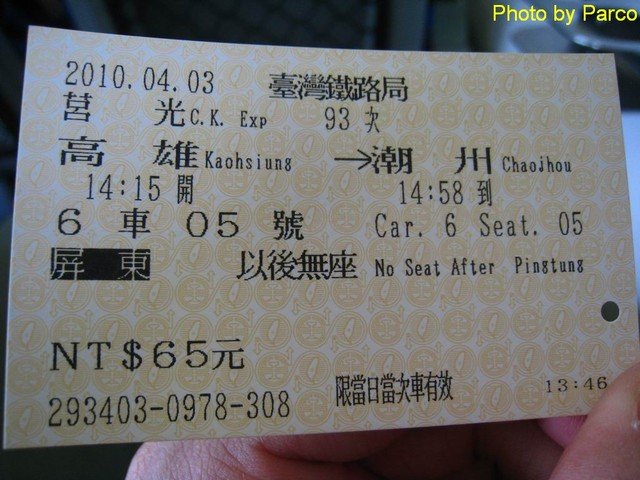 Photo by Parco
2010.04.03 臺灣鐵路局
莒 光 C.K. Exp 93 次
高 雄 Kaohsiung →潮 州 Chaojhou
14:15 開 14:58 到
6 車 05 號 Car. 6 Seat. 05
屏 東 以後無座 No Seat After Pingtung
NT$65元
293403-0978-308 限當日當次車有效 13:46